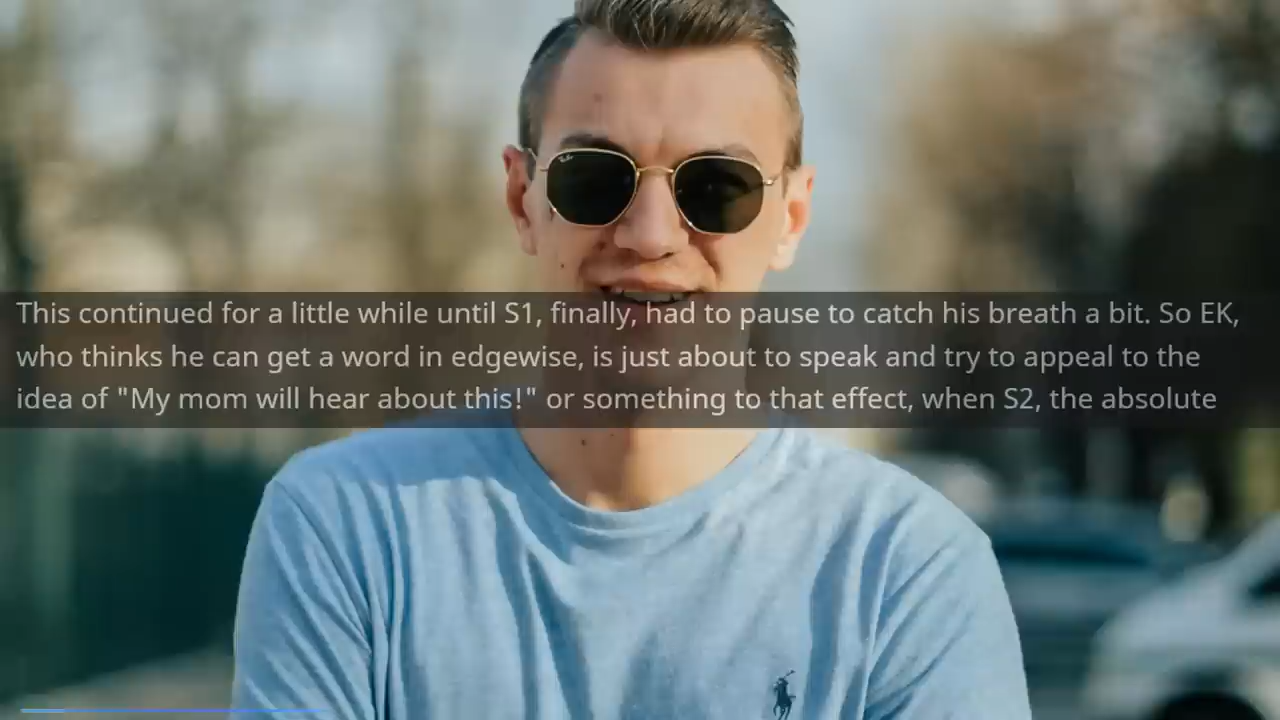 This continued for a little while until S1, finally, had to pause to catch his breath a bit. So EK,
who thinks he can get a word in edgewise, is just about to speak and try to appeal to the
idea of "My mom will hear about this!" or something to that effect, when S2, the absolute